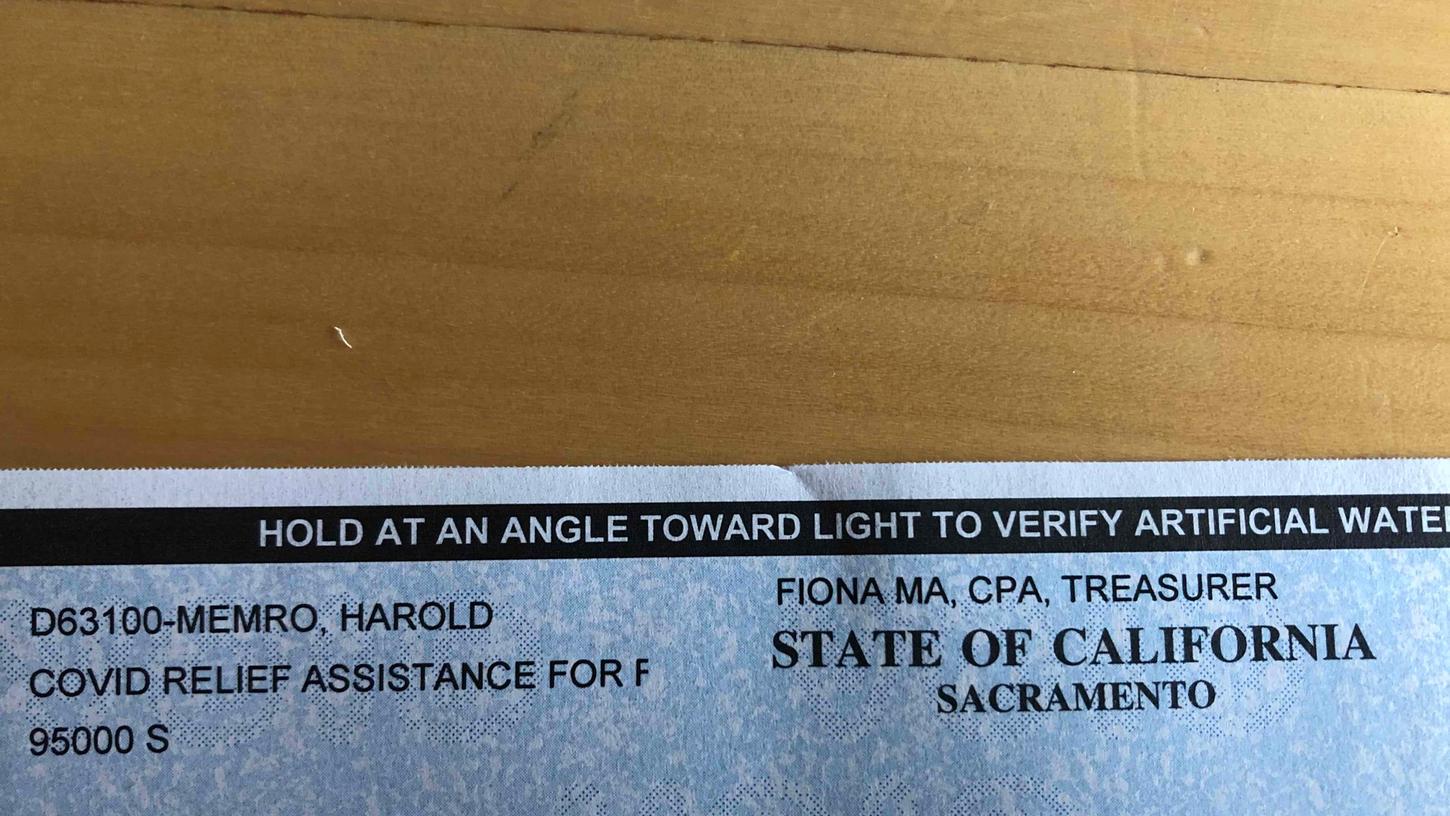 HOLD AT AN ANGLE TOWARD LIGHT TO VERIFY ARTIFICIAL
D63100-MEMRO, HAROLD
COVID RELIEF ASSISTANCE FOR
95000 S
FIONA MA, CPA, TREASURER
STATE OF CALIFORNIA
SACRAMENTO